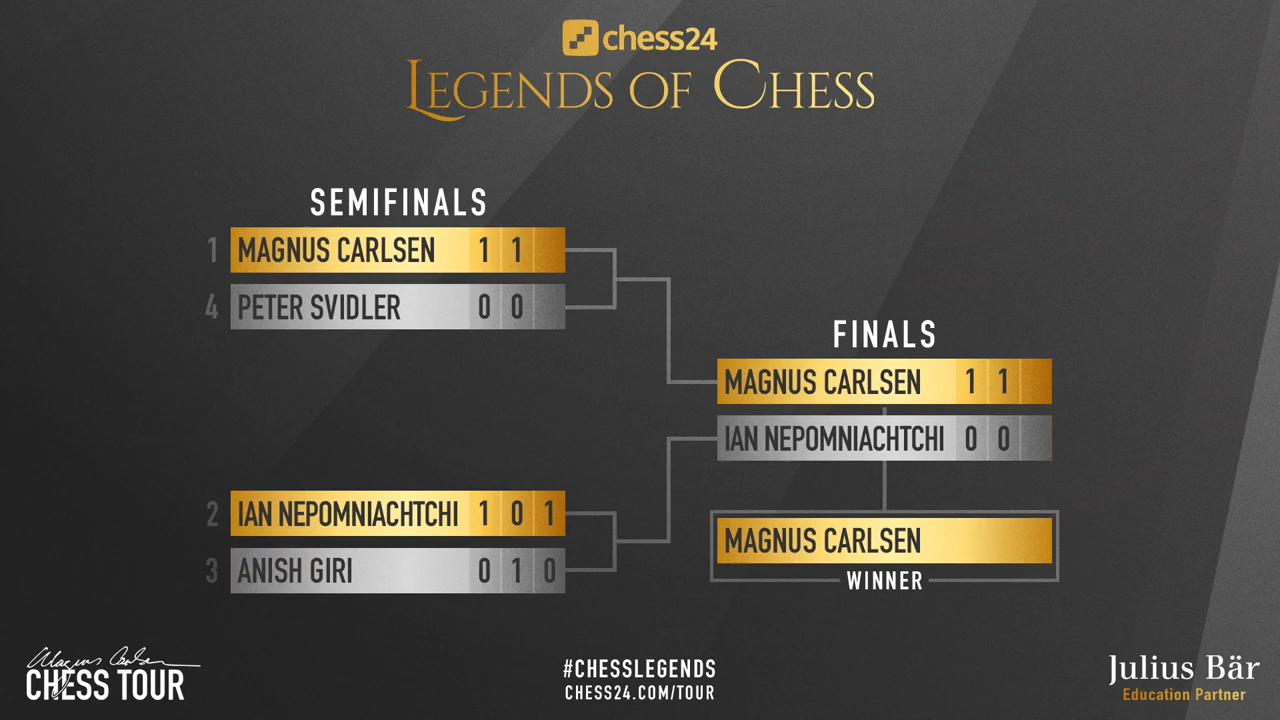 chess24
LEGENDS OF CHESS
SEMIFINALS
1 MAGNUS CARLSEN 1 1
4 PETER SVIDLER 0 0
2 IAN NEPOMNIACHTCHI 1 0 1
3 ANISH GIRI 0 1 0
FINALS
MAGNUS CARLSEN 1 1
IAN NEPOMNIACHTCHI 0 0
MAGNUS CARLSEN
WINNER
Magnus Carlsen
CHESS TOUR
#CHESSLEGENDS
CHESS24.COM/TOUR
Julius Bär
Education Partner